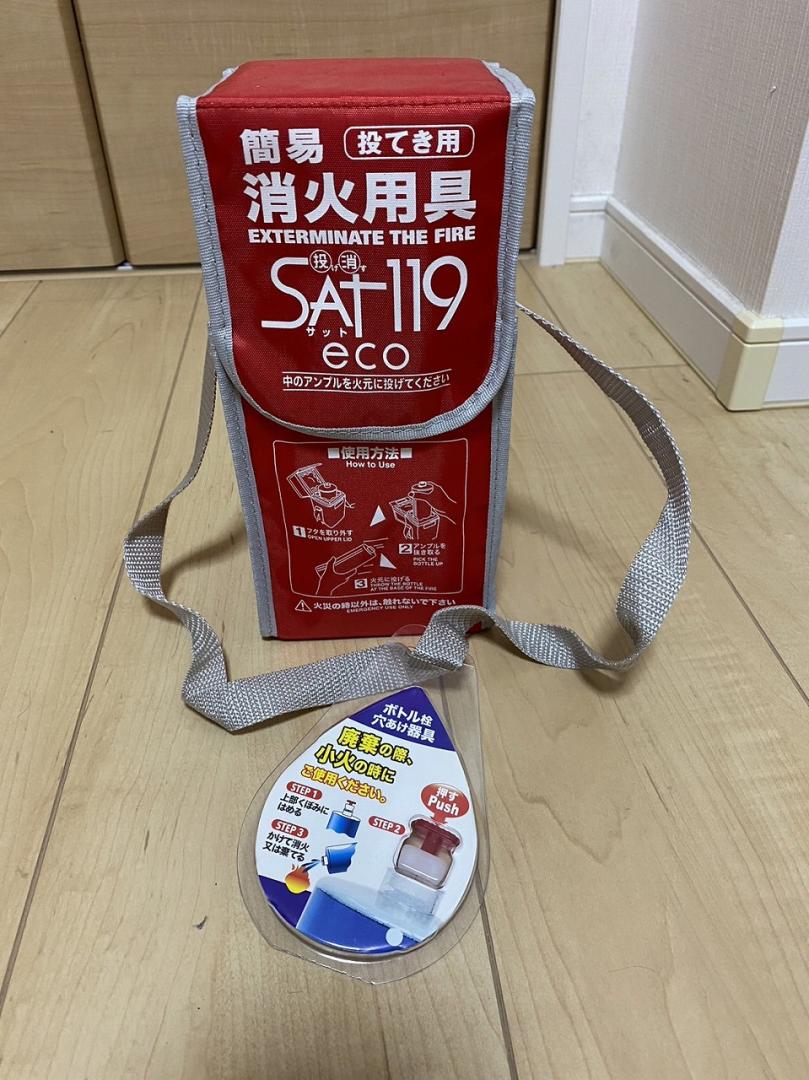 簡易 投てき用
消火用具
EXTERMINATE THE FIRE
投げ消す
SAT119
サット
eco
中のアンプルを火元に投げてください
■使用方法■
How to Use
1 フタを取り外す
OPEN UPPER LID
2 アンプルを
抜き取る
PICK THE
BOTTLE UP
3 火元に投げる
THROW THE BOTTLE
AT THE BASE OF THE FIRE
⚠火災の時以外は、触れないで下さい
EMERGENCY USE ONLY
ボトル栓
穴あけ器具
廃棄の際、
小火の時に
ご使用ください。
STEP 1
上部くぼみに
はめる
STEP 2
押す
Push
STEP 3
かけて消火
又は棄てる